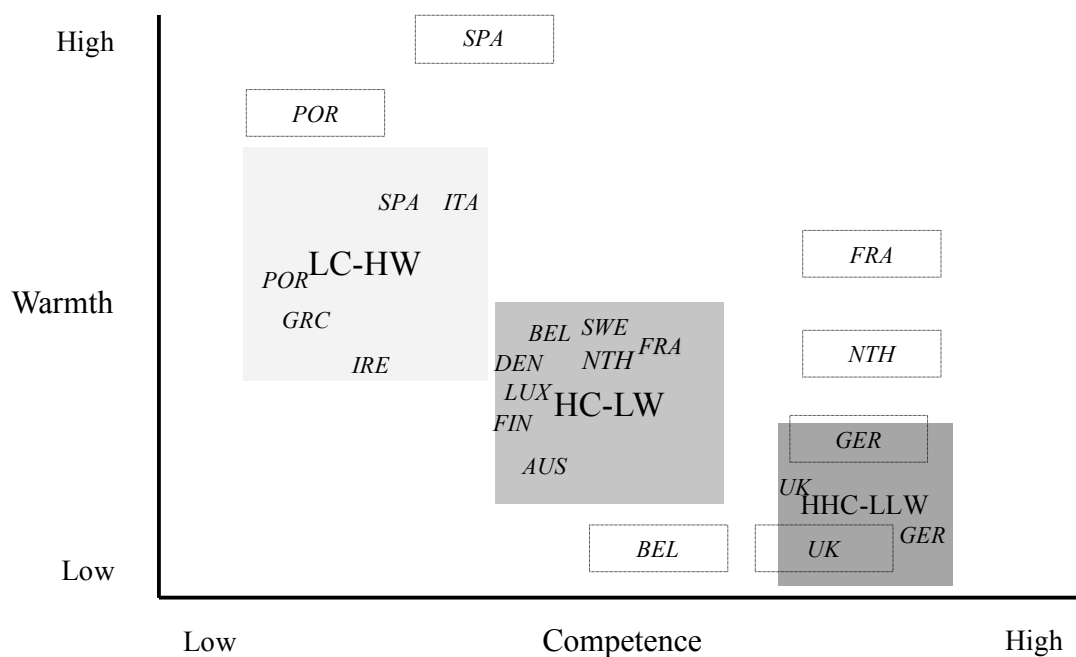 High
SPA
POR
SPA ITA
LC-HW
FRA
POR
Warmth
GRC
BEL SWE
FRA
NTH
IRE
DEN NTH
LUX
HC-LW
FIN
GER
AUS
UK
HHC-LLW
GER
BEL
UK
Low
Low Competence High